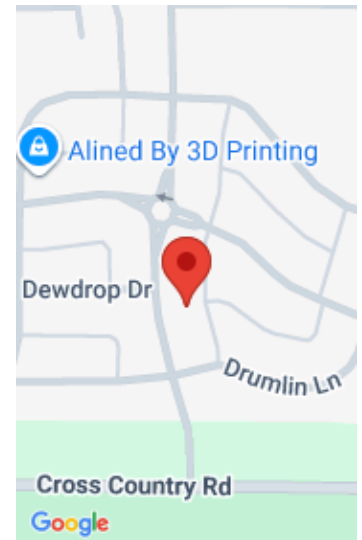 Alined By 3D Printing
Dewdrop Dr
Drumlin Ln
Cross Country Rd
Google